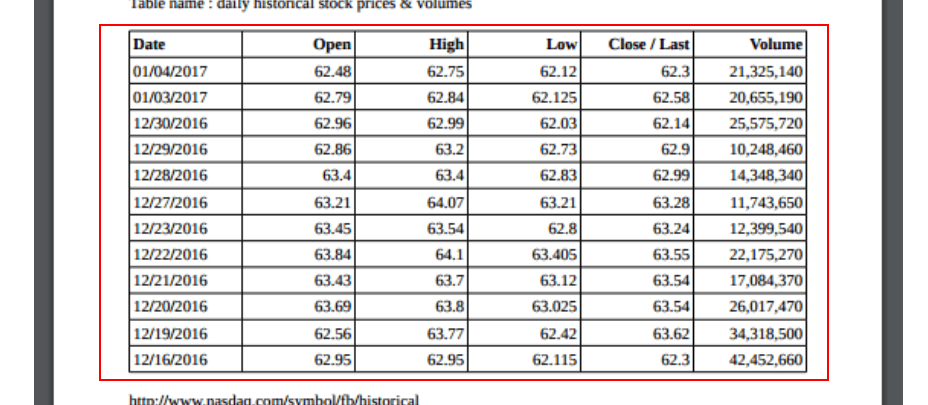 Table name : daily historical stock prices & volumes
Date Open High Low Close / Last Volume
01/04/2017 62.48 62.75 62.12 62.3 21,325,140
01/03/2017 62.79 62.84 62.125 62.58 20,655,190
12/30/2016 62.96 62.99 62.03 62.14 25,575,720
12/29/2016 62.86 63.2 62.73 62.9 10,248,460
12/28/2016 63.4 63.4 62.83 62.99 14,348,340
12/27/2016 63.21 64.07 63.21 63.28 11,743,650
12/23/2016 63.45 63.54 62.8 63.24 12,399,540
12/22/2016 63.84 64.1 63.405 63.55 22,175,270
12/21/2016 63.43 63.7 63.12 63.54 17,084,370
12/20/2016 63.69 63.8 63.025 63.54 26,017,470
12/19/2016 62.56 63.77 62.42 63.62 34,318,500
12/16/2016 62.95 62.95 62.115 62.3 42,452,660
http://www.nasdaq.com/symbol/fb/historical